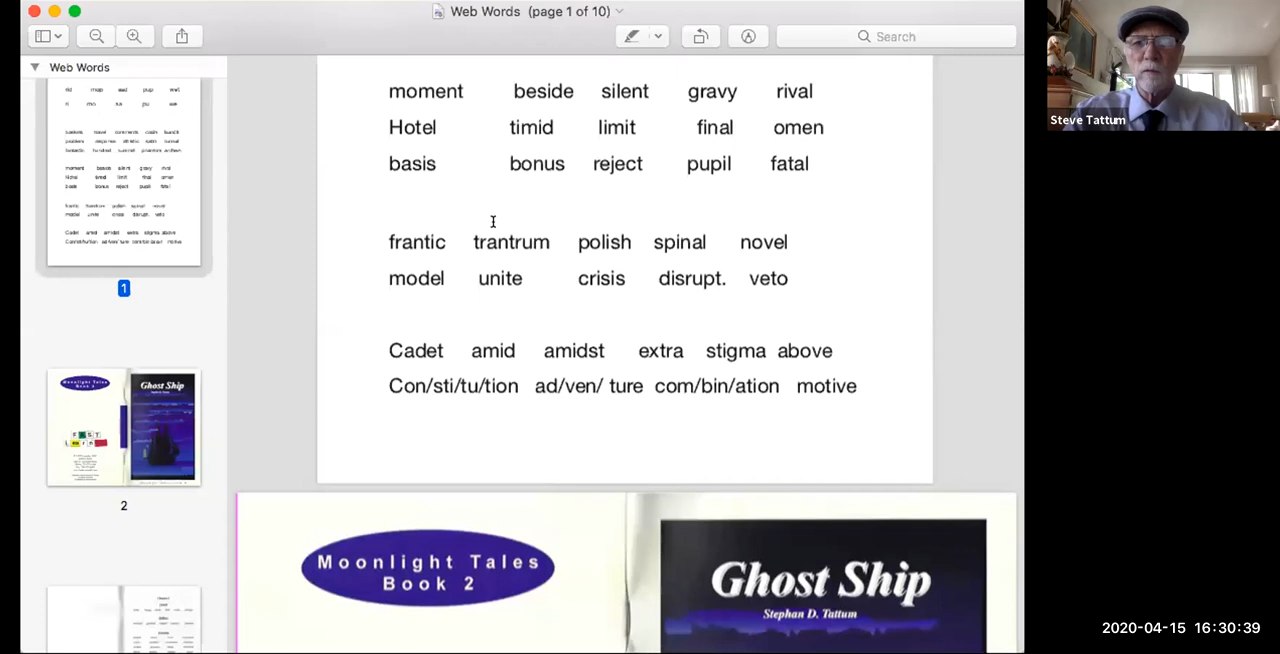 Web Words (page 1 of 10)
Search
Web Words
moment beside silent gravy rival
Hotel timid limit final omen
basis bonus reject pupil fatal
frantic trantrum polish spinal novel
model unite crisis disrupt. veto
Cadet amid amidst extra stigma above
Con/sti/tu/tion ad/ven/ ture com/bin/ation motive
1
Moonlight Tales
Book 2
Ghost Ship
2
Moonlight Tales
Book 2
Ghost Ship
Stephan D. Tattum
Steve Tattum
2020-04-15 16:30:39